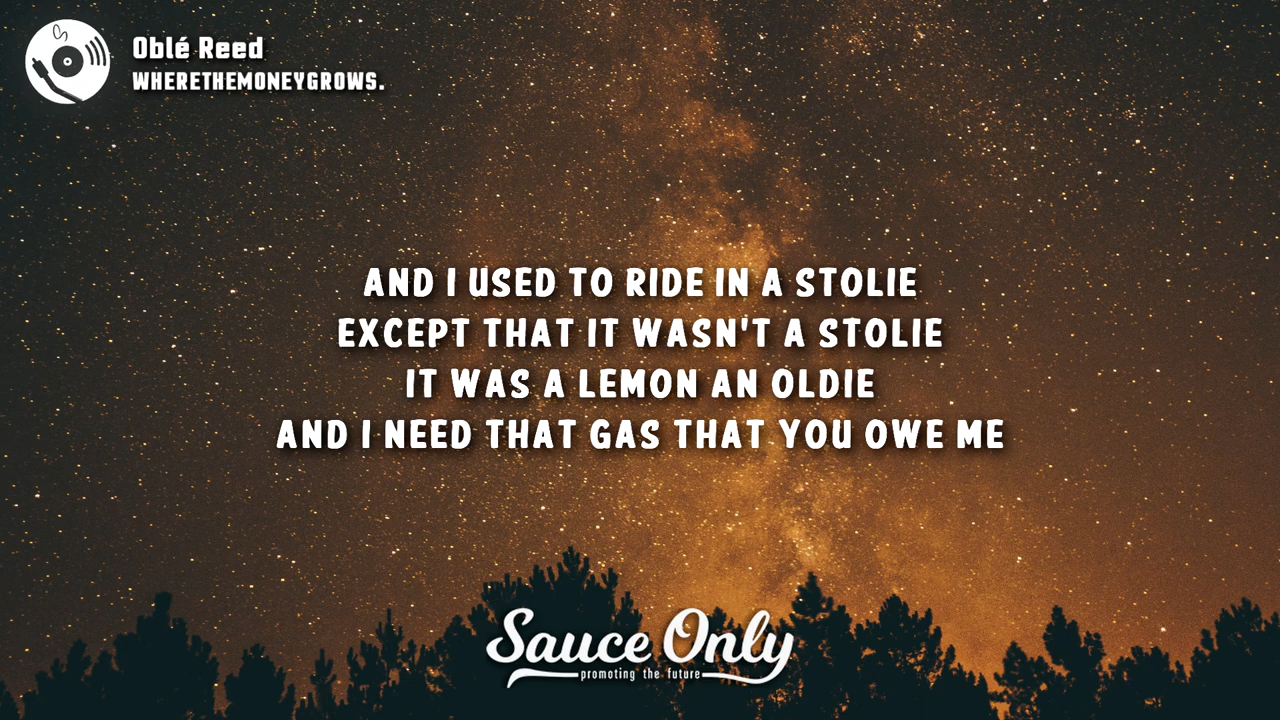 Oblé Reed
WHERETHEMONEYGROWS.
AND I USED TO RIDE IN A STOLIE
EXCEPT THAT IT WASN'T A STOLIE
IT WAS A LEMON AN OLDIE
AND I NEED THAT GAS THAT YOU OWE ME
Sauce Only
promoting the future